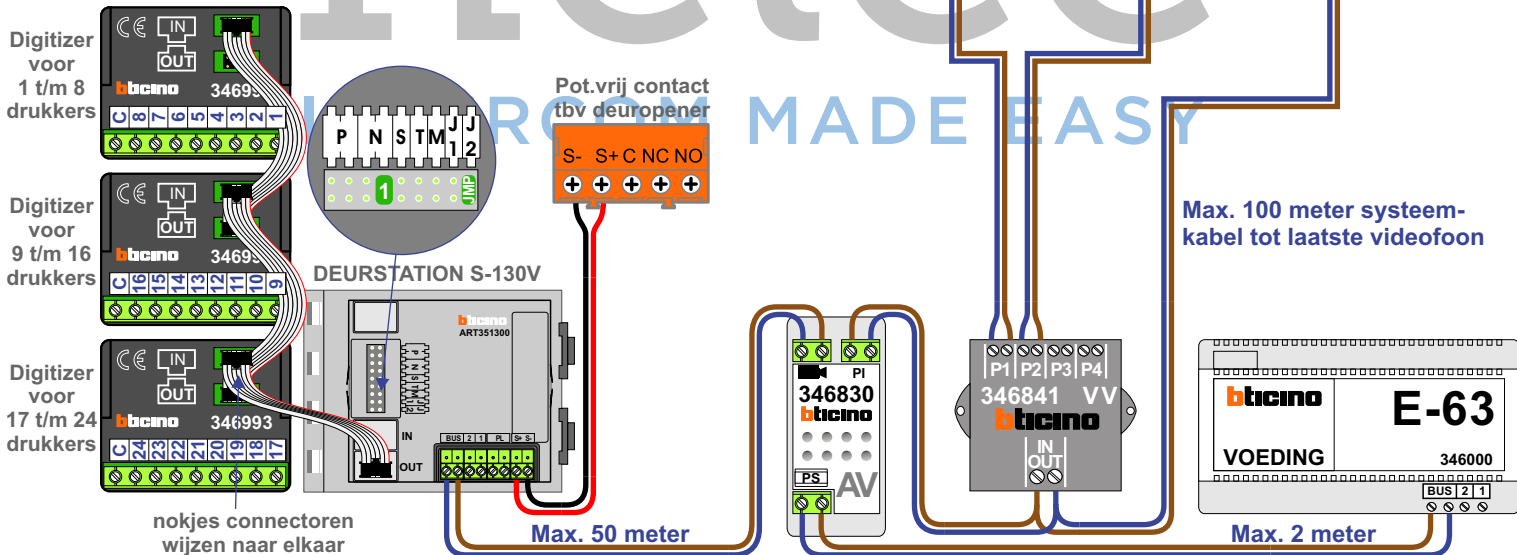 Digitizer
voor
1 t/m 8
drukkers
CE IN
OUT
bticino
C 8 7 6 5 4 3 2 1
Digitizer
voor
9 t/m 16
drukkers
CE IN
OUT
bticino
C 16 15 14 13 12 11 10 9
Digitizer
voor
17 t/m 24
drukkers
CE IN
OUT
bticino 346993
C 24 23 22 21 20 19 18 17
nokjes connectoren
wijzen naar elkaar
P N S T M J1 J2
1 JMP
DEURSTATION S-130V
bticino
ART351300
P N S T M J1 J2
IN
OUT
BUS 2 1 PL S+ S-
Pot.vrij contact
tbv deuropener
S- S+ C NC NO
MADE EASY
Max. 50 meter
PI
346830
bticino
PS
AV
P1 P2 P3 P4
346841 VV
bticino
IN
OUT
Max. 100 meter systeem-
kabel tot laatste videofoon
bticino
E-63
VOEDING
346000
BUS 2 1
Max. 2 meter